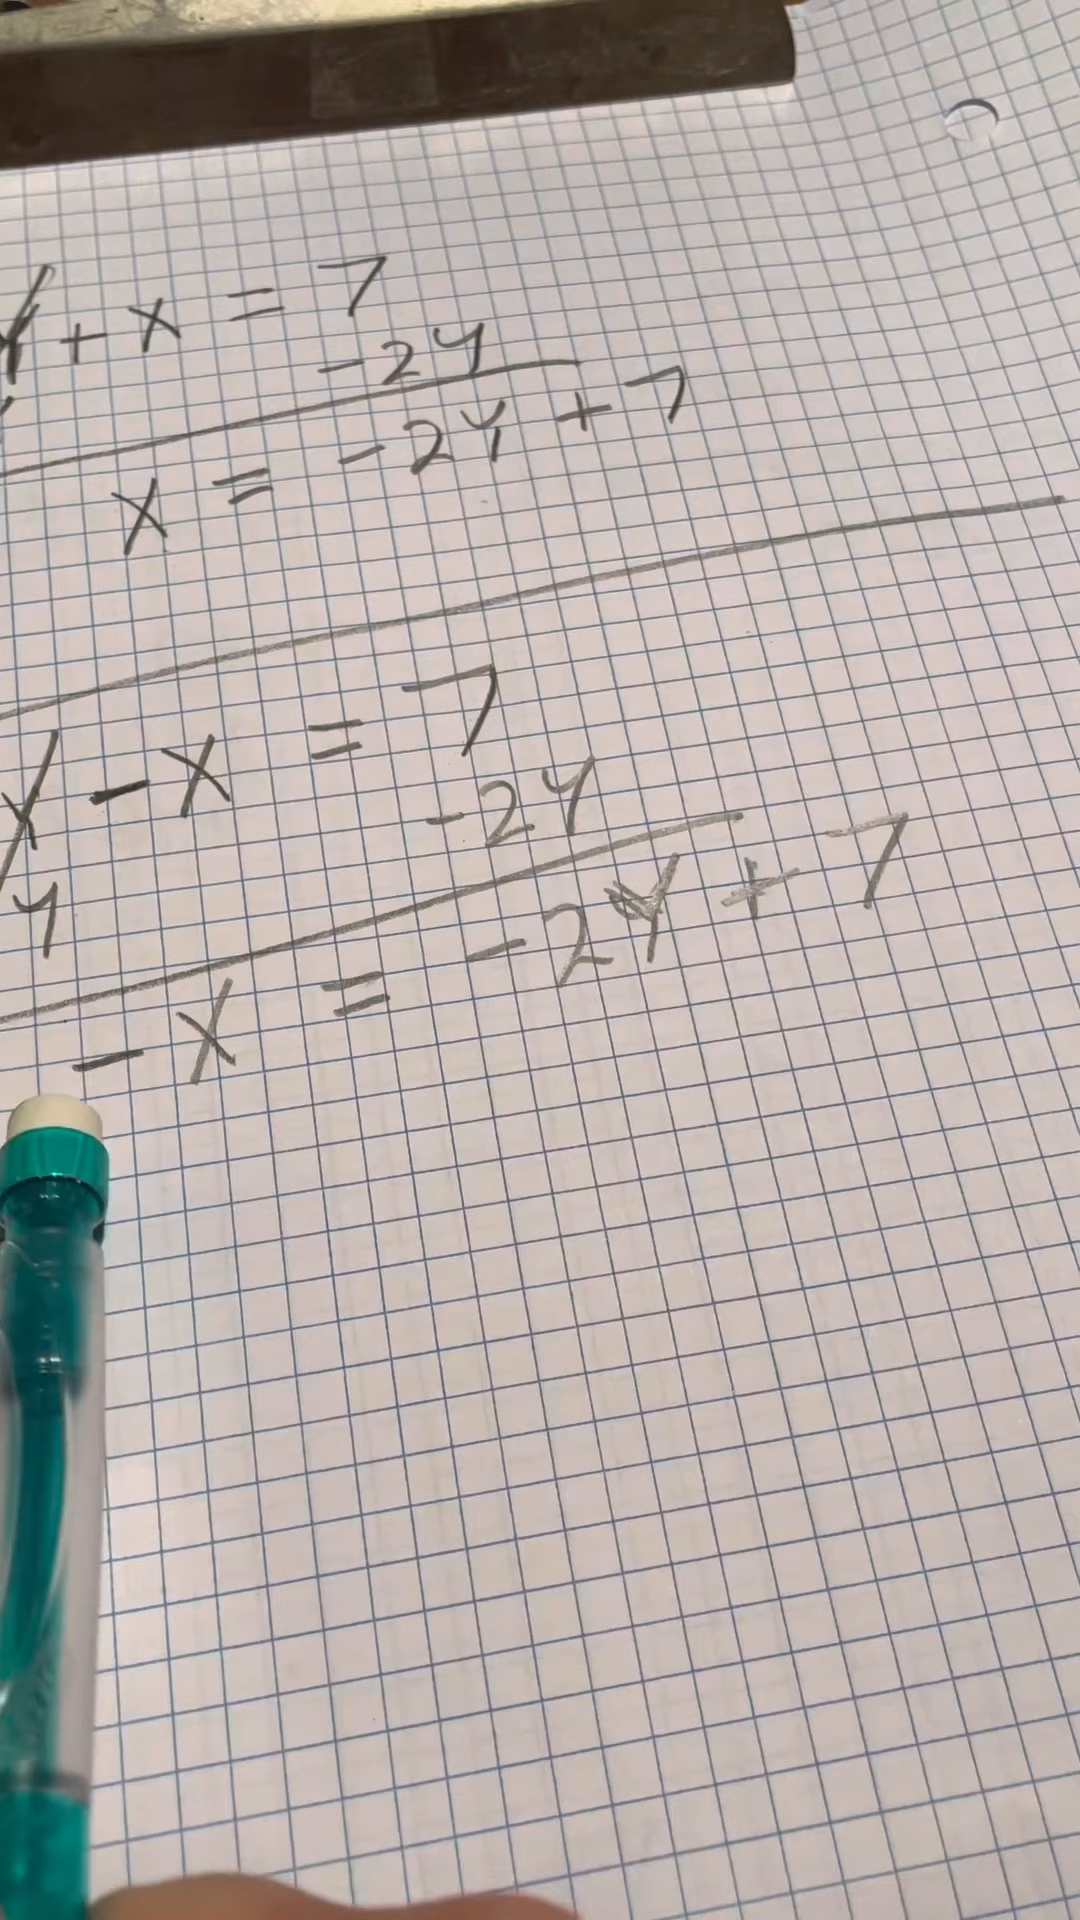 y + x = 7
- 2y
x = - 2y + 7
y - x = 7
y - 2y
- x = - 2y + 7